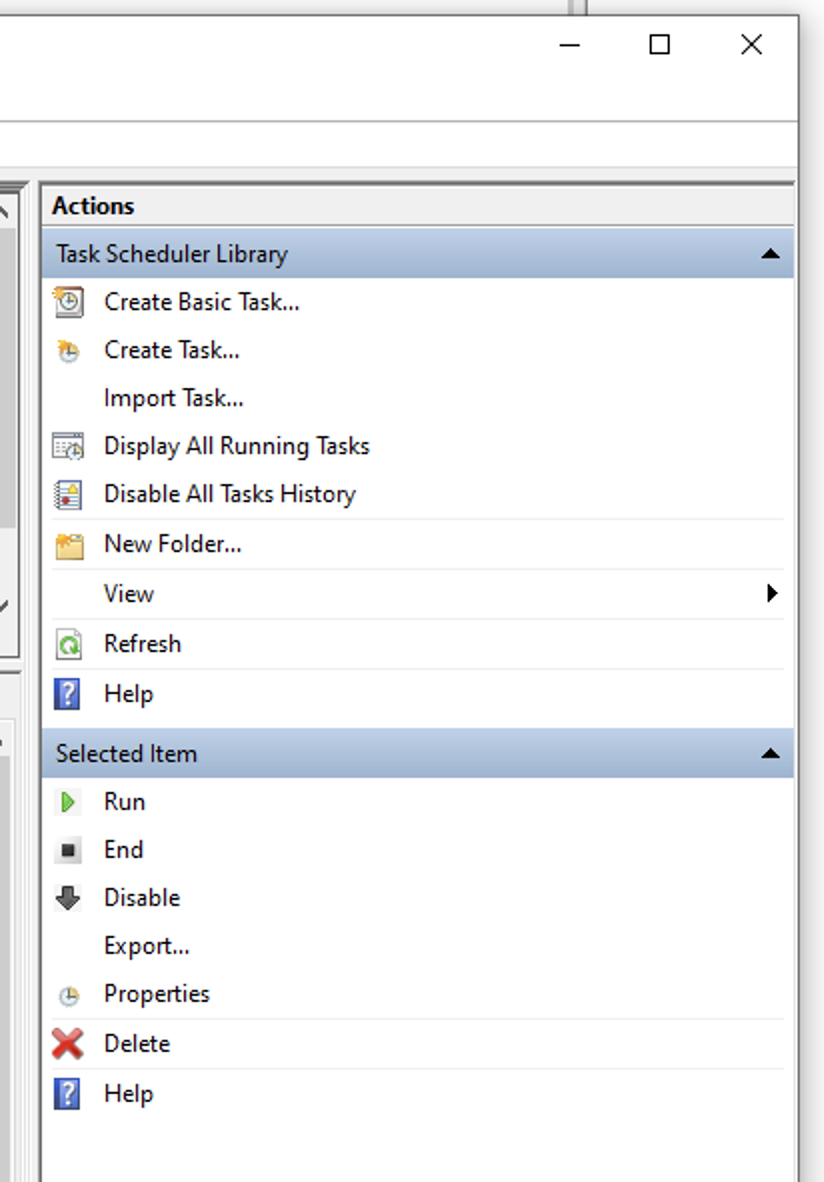 Actions
Task Scheduler Library
Create Basic Task...
Create Task...
Import Task...
Display All Running Tasks
Disable All Tasks History
New Folder...
View
Refresh
Help
Selected Item
Run
End
Disable
Export...
Properties
Delete
Help